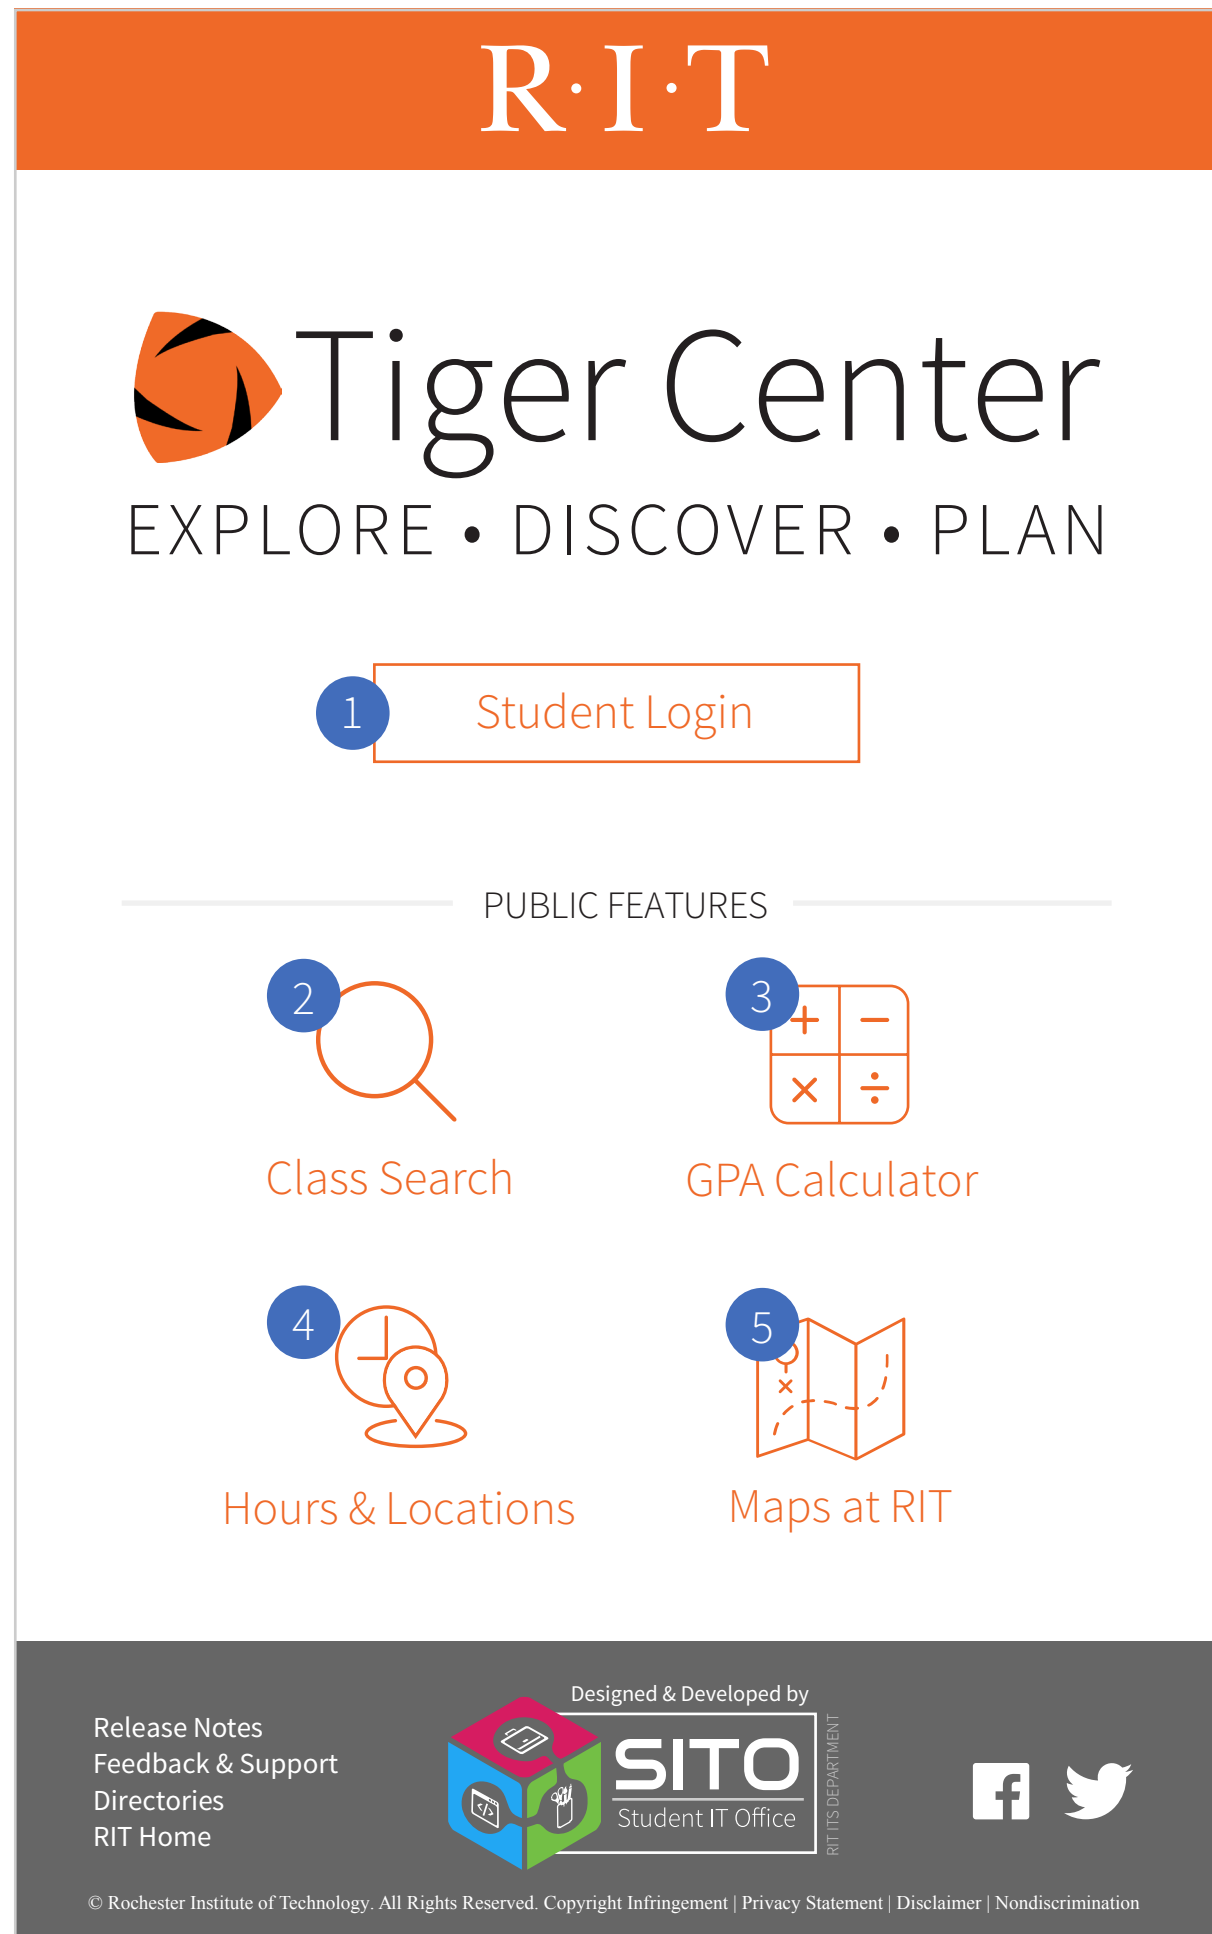 R·I·T
Tiger Center
EXPLORE • DISCOVER • PLAN
1
Student Login
PUBLIC FEATURES
2
Class Search
3
GPA Calculator
4
Hours & Locations
5
Maps at RIT
Release Notes
Feedback & Support
Directories
RIT Home
Designed & Developed by
SITO
Student IT Office
RIT ITS DEPARTMENT
© Rochester Institute of Technology. All Rights Reserved. Copyright Infringement | Privacy Statement | Disclaimer | Nondiscrimination